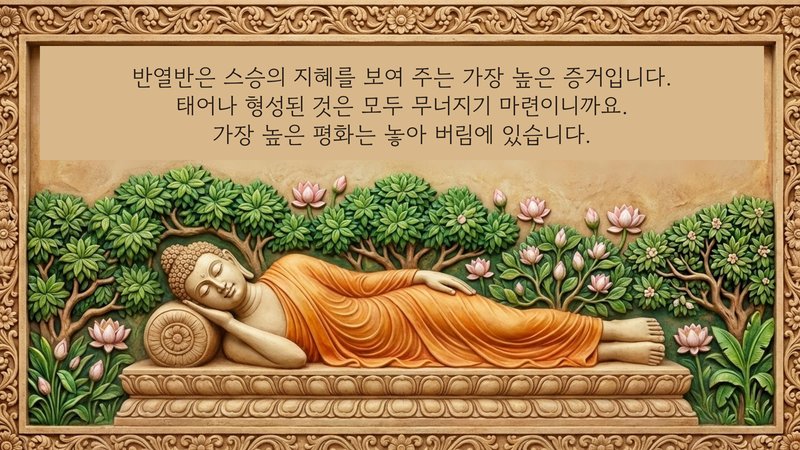 반열반은 스승의 지혜를 보여 주는 가장 높은 증거입니다.
태어나 형성된 것은 모두 무너지기 마련이니까요.
가장 높은 평화는 놓아 버림에 있습니다.